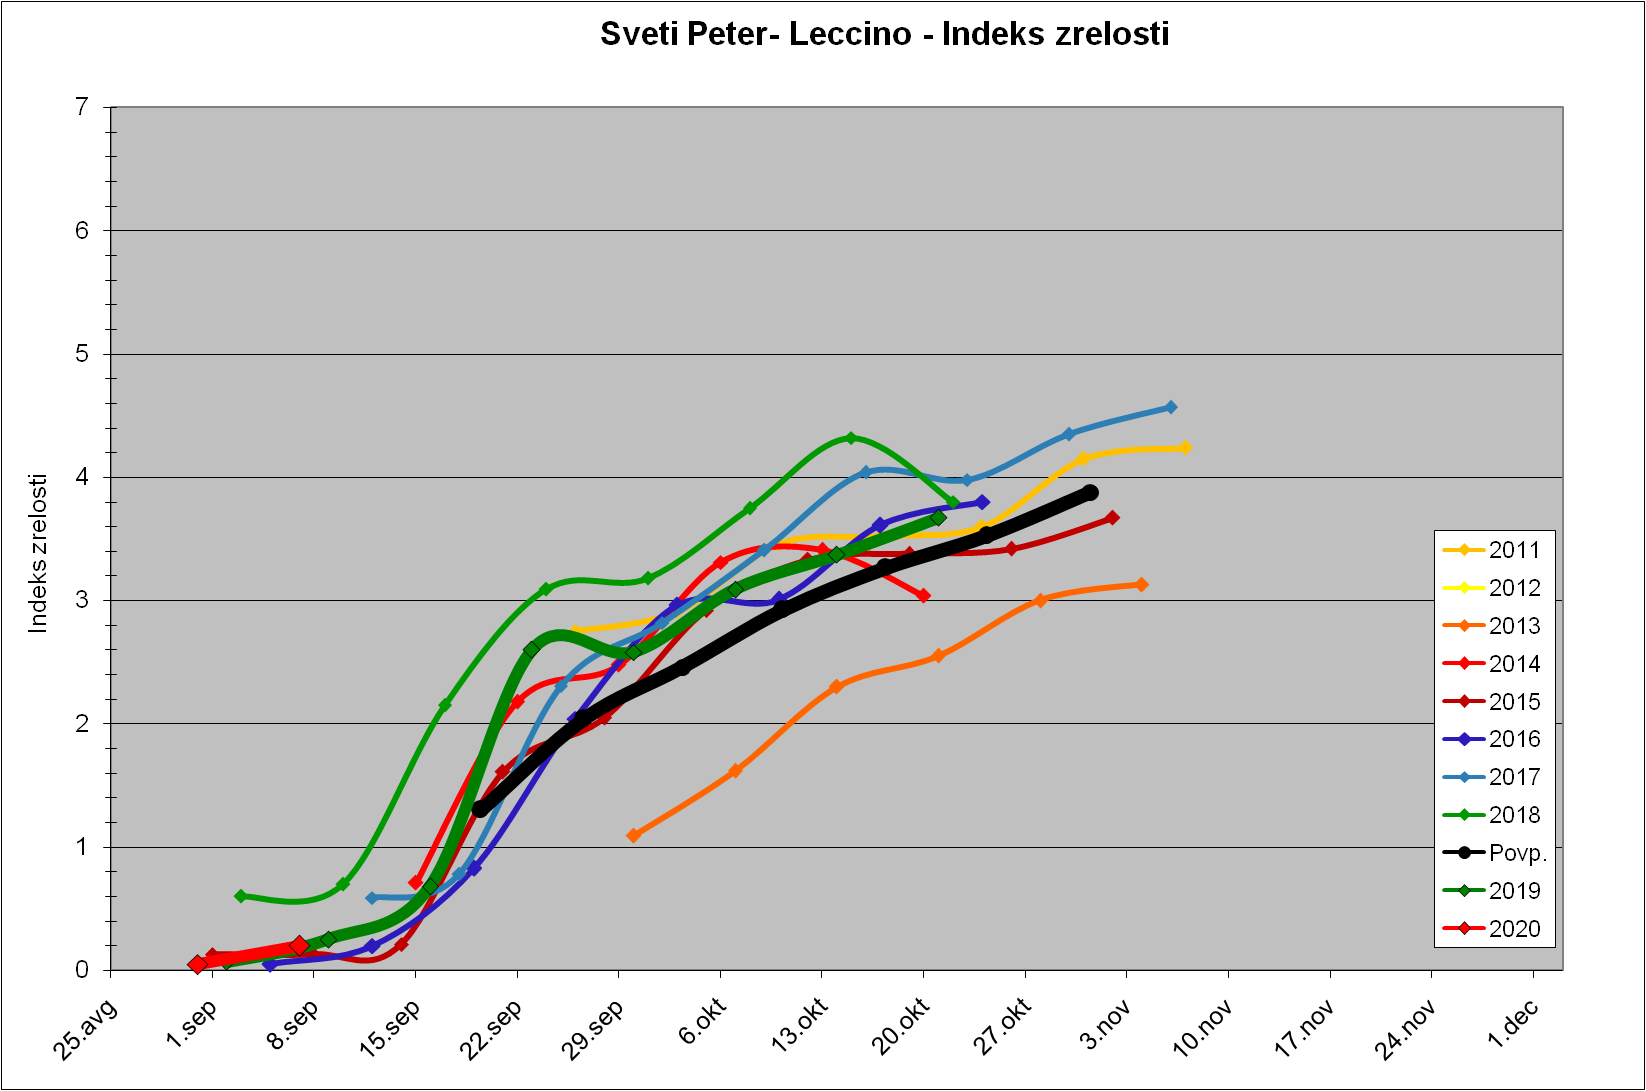 Sveti Peter- Leccino - Indeks zrelosti
7
6
5
4
3
2
1
0
Indeks zrelosti
25.avg
1.sep
8.sep
15.sep
22.sep
29.sep
6.okt
13.okt
20.okt
27.okt
3.nov
10.nov
17.nov
24.nov
1.dec
2011
2012
2013
2014
2015
2016
2017
2018
Povp.
2019
2020